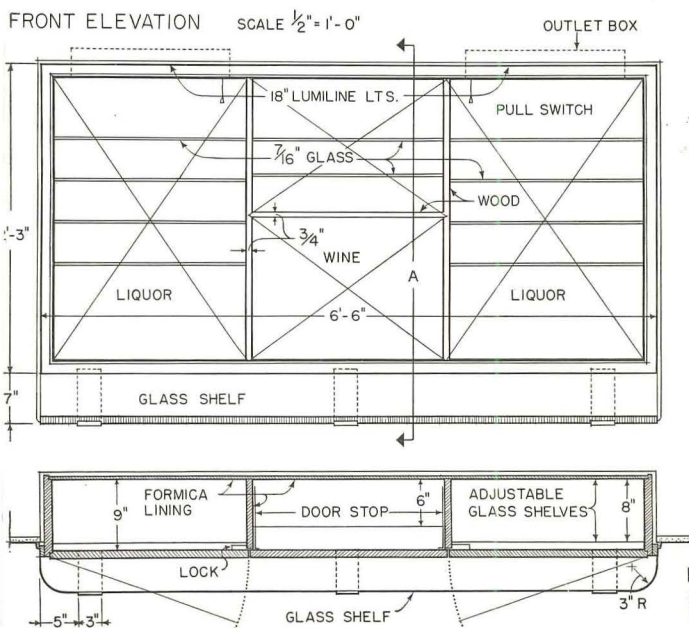 FRONT ELEVATION
SCALE 1/2" = 1'-0"
OUTLET BOX
18" LUMILINE LTS.
PULL SWITCH
7/16" GLASS
WOOD
'-3"
3/4"
WINE
A
LIQUOR
LIQUOR
6'-6"
7"
GLASS SHELF
FORMICA
LINING
9"
DOOR STOP
6"
ADJUSTABLE
GLASS SHELVES
8"
LOCK
5"
3"
GLASS SHELF
3" R